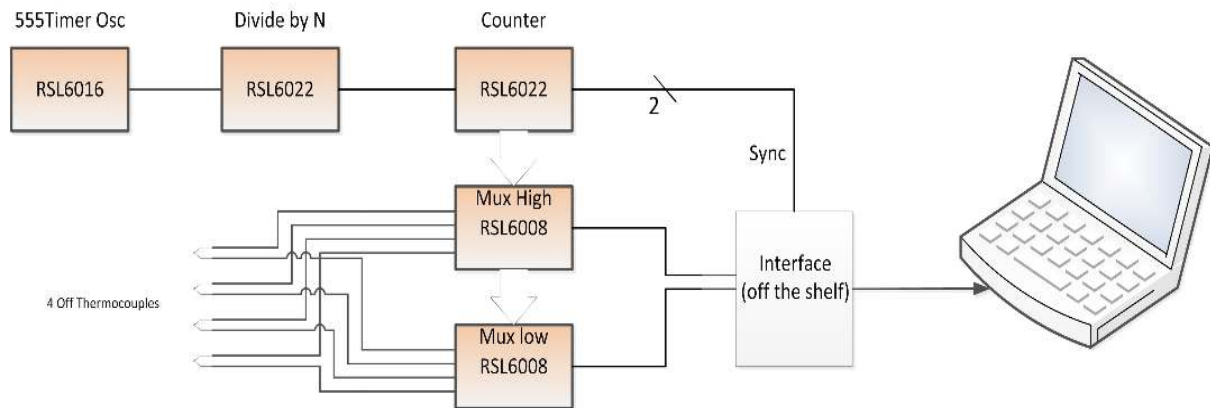 555Timer Osc
Divide by N
Counter
RSL6016
RSL6022
RSL6022
2
Sync
Mux High
RSL6008
Interface
(off the shelf)
4 Off Thermocouples
Mux low
RSL6008